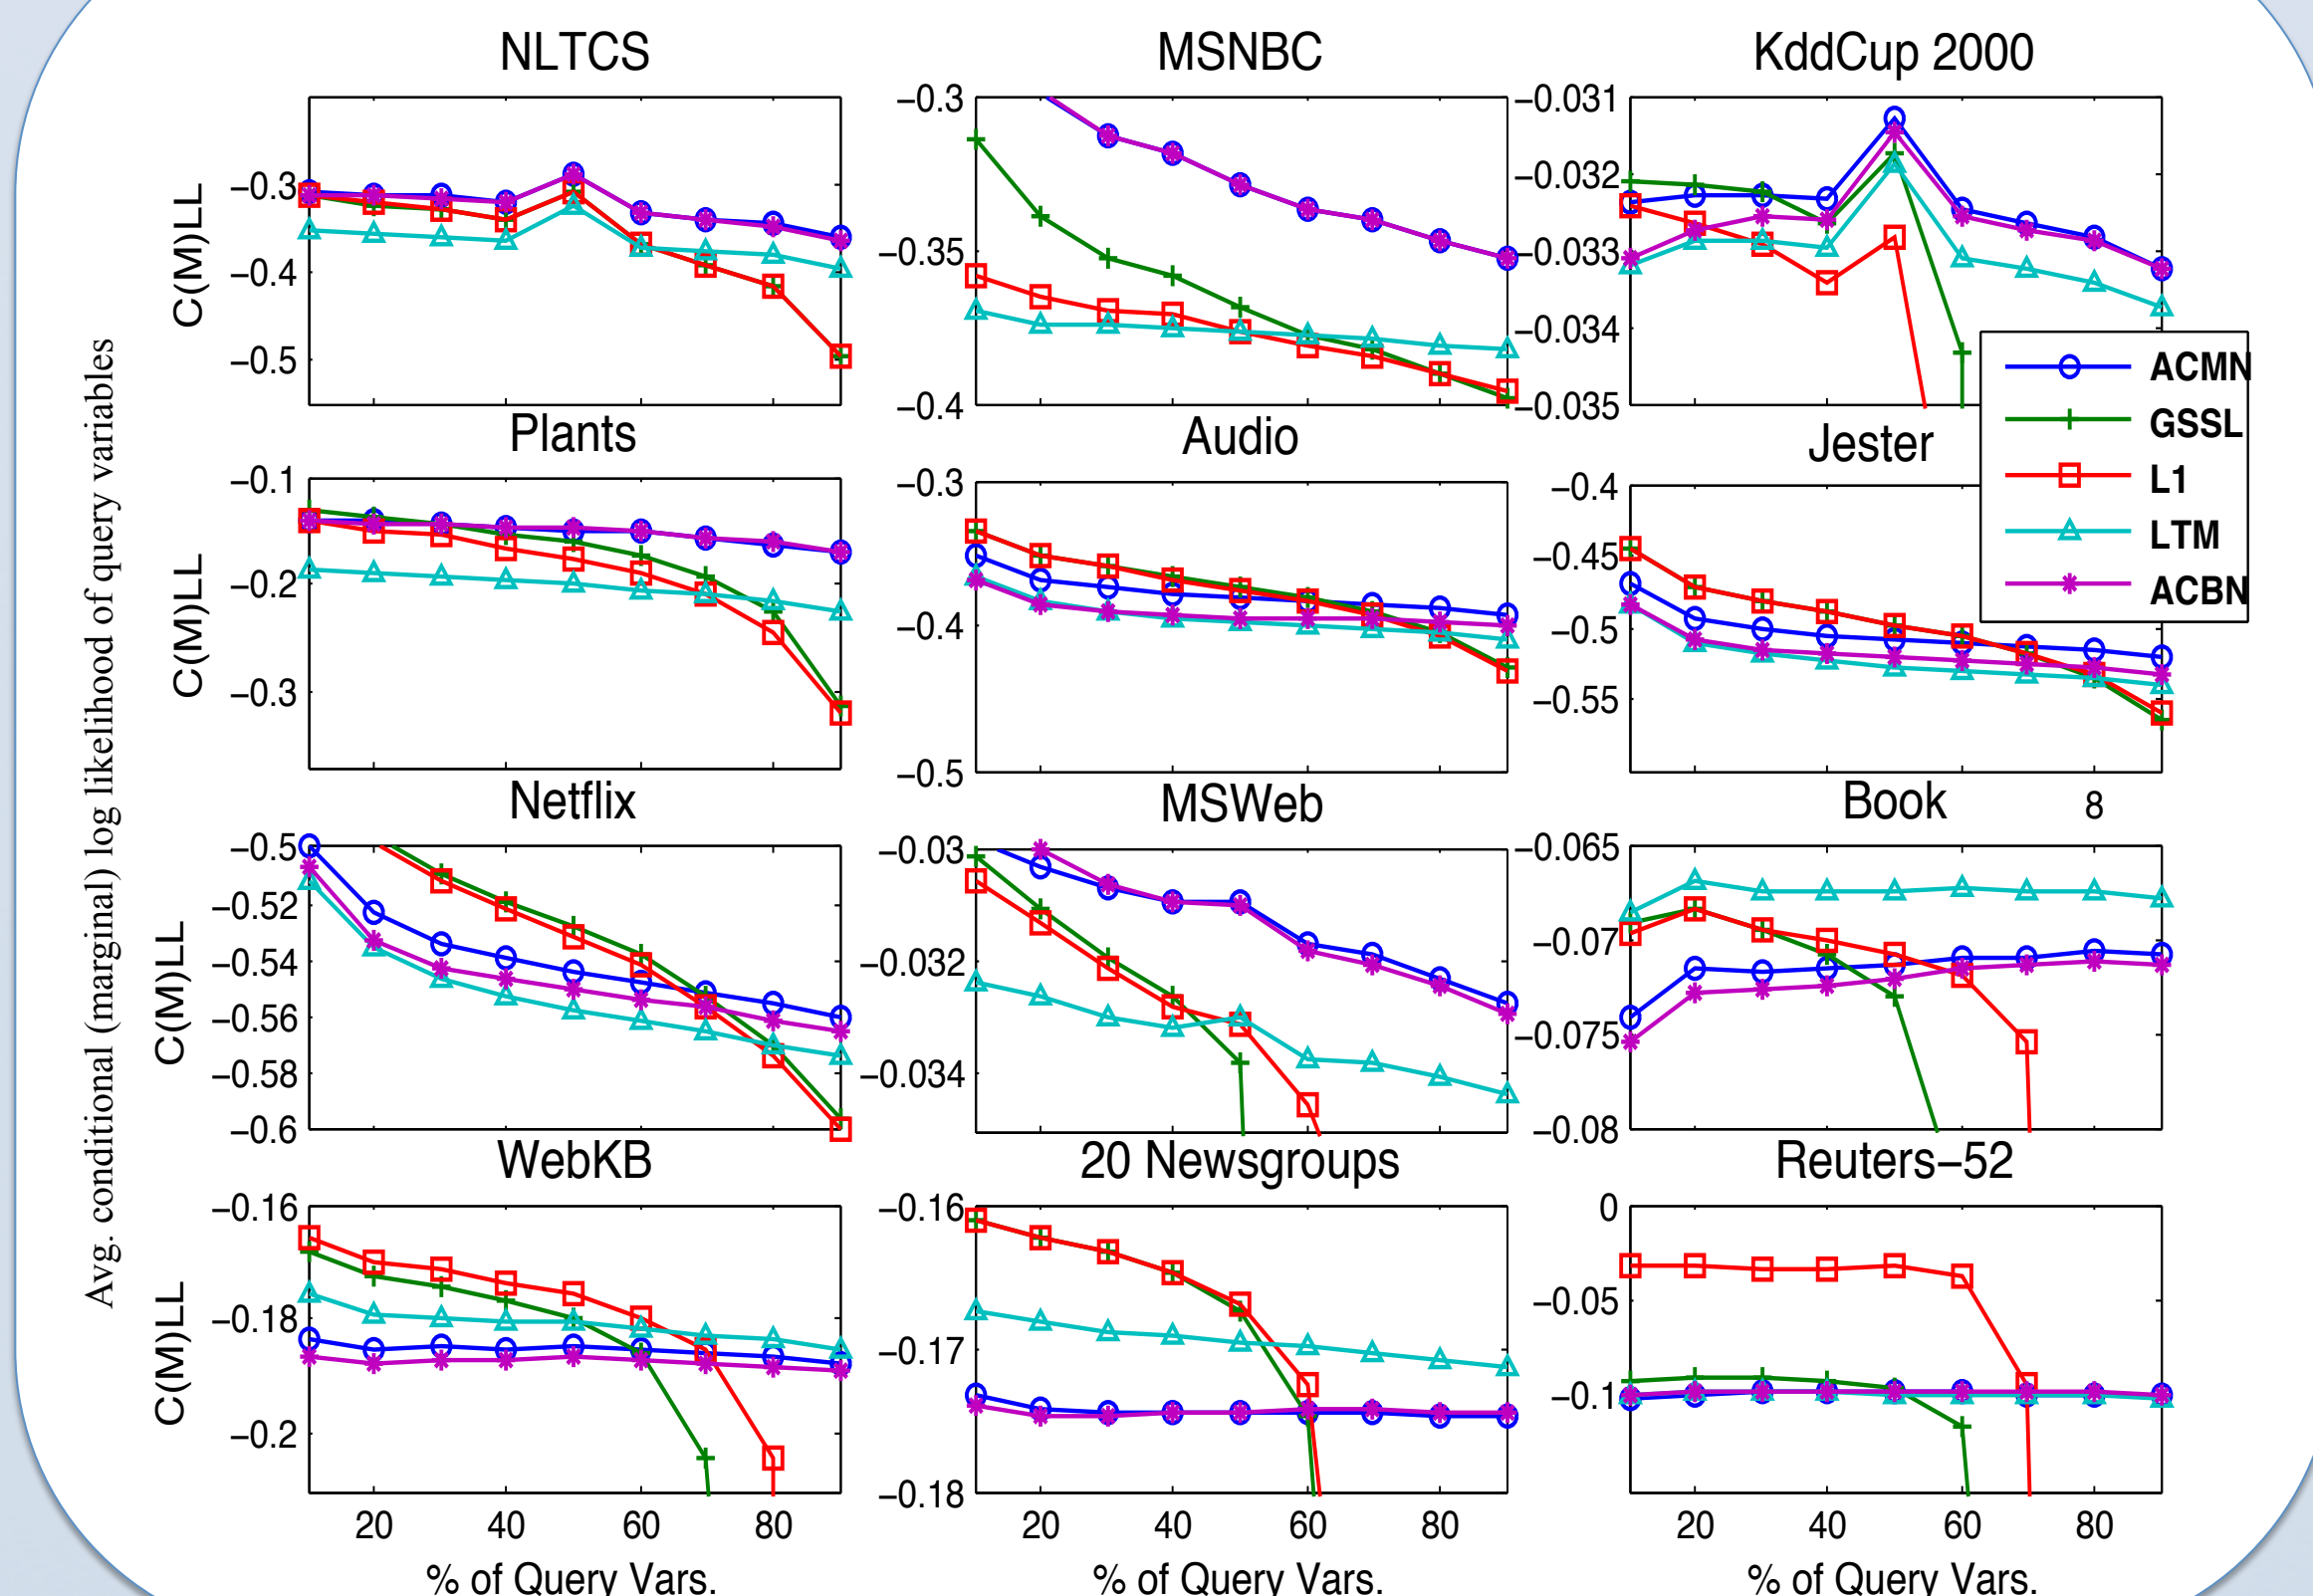 NLTCS MSNBC KddCup 2000
−0.3 −0.031
−0.3 −0.032
−0.4 −0.35 −0.033
−0.5 −0.034
−0.4 −0.035
C(M)LL
ACMN
GSSL
L1
LTM
ACBN
Plants Audio Jester
−0.1 −0.3 −0.4
−0.45
−0.2 −0.4 −0.5
−0.3 −0.55
−0.5
C(M)LL
Netflix MSWeb Book 8
−0.5 −0.03 −0.065
−0.52
−0.54 −0.032 −0.07
−0.56
−0.58 −0.034 −0.075
−0.6 −0.08
C(M)LL
WebKB 20 Newsgroups Reuters−52
−0.16 −0.16 0
−0.18 −0.17 −0.05
−0.2 −0.1
−0.18
C(M)LL
20 40 60 80 20 40 60 80 20 40 60 80
% of Query Vars. % of Query Vars. % of Query Vars.
Avg. conditional (marginal) log likelihood of query variables